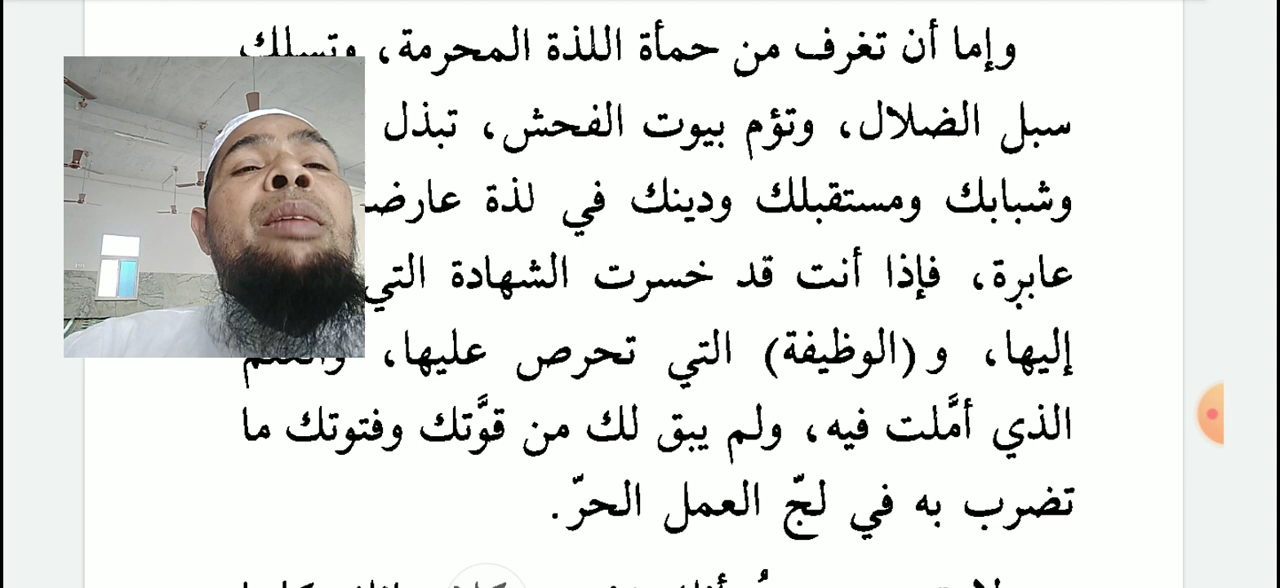 وإما أن تغرف من حمأة اللذة المحرمة، وتسلك
سبل الضلال، وتؤم بيوت الفحش، تبذل
وشبابك ومستقبلك ودينك في لذة عارضة
عابرة، فإذا أنت قد خسرت الشهادة التي
إليها، و (الوظيفة) التي تحرص عليها، والعلم
الذي أمَّلت فيه، ولم يبق لك من قوَّتك وفتوتك ما
تضرب به في لجّ العمل الحرّ.